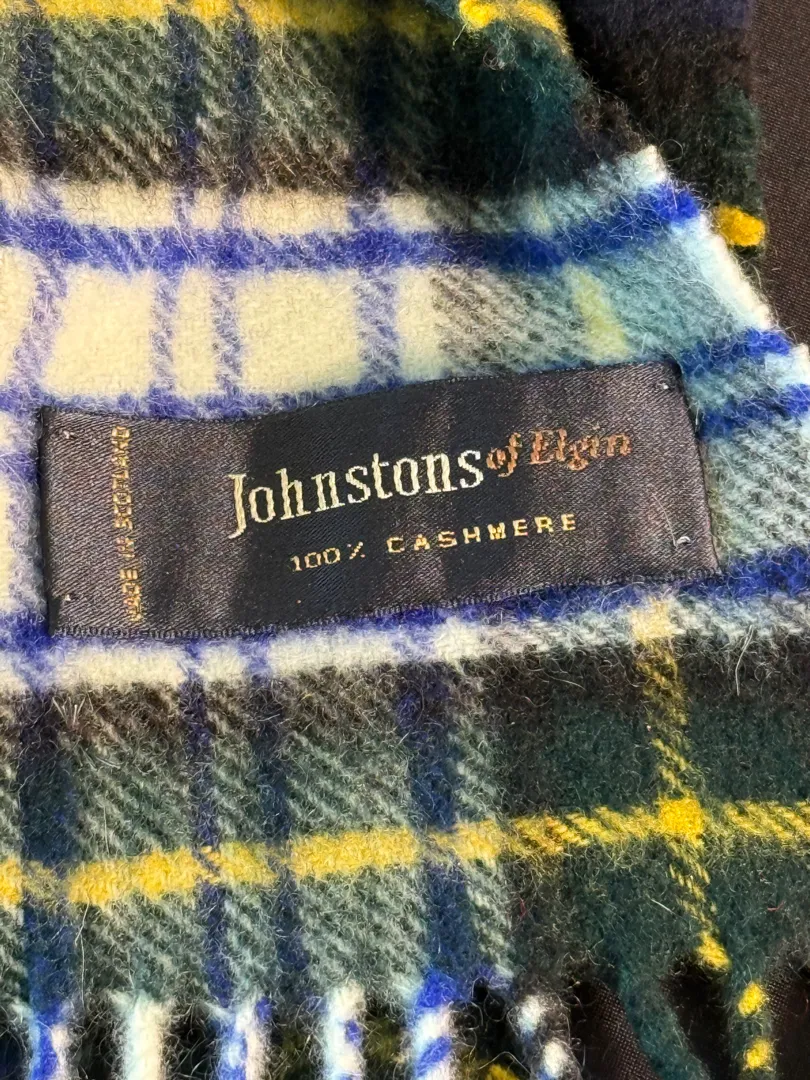 MADE IN SCOTLAND
Johnstons of Elgin
100% CASHMERE